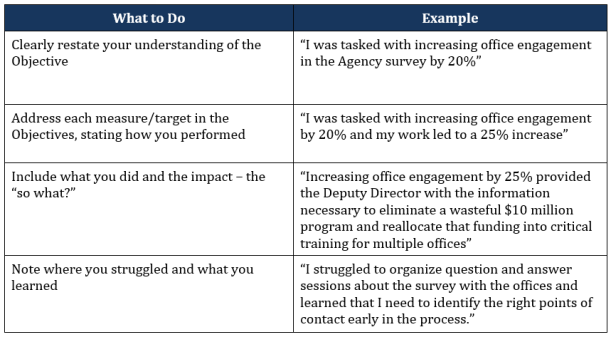 What to Do
Example
Clearly restate your understanding of the
Objective
“I was tasked with increasing office engagement
in the Agency survey by 20%”
Address each measure/target in the
Objectives, stating how you performed
“I was tasked with increasing office engagement
by 20% and my work led to a 25% increase”
Include what you did and the impact – the
“so what?”
“Increasing office engagement by 25% provided
the Deputy Director with the information
necessary to eliminate a wasteful $10 million
program and reallocate that funding into critical
training for multiple offices”
Note where you struggled and what you
learned
“I struggled to organize question and answer
sessions about the survey with the offices and
learned that I need to identify the right points of
contact early in the process.”